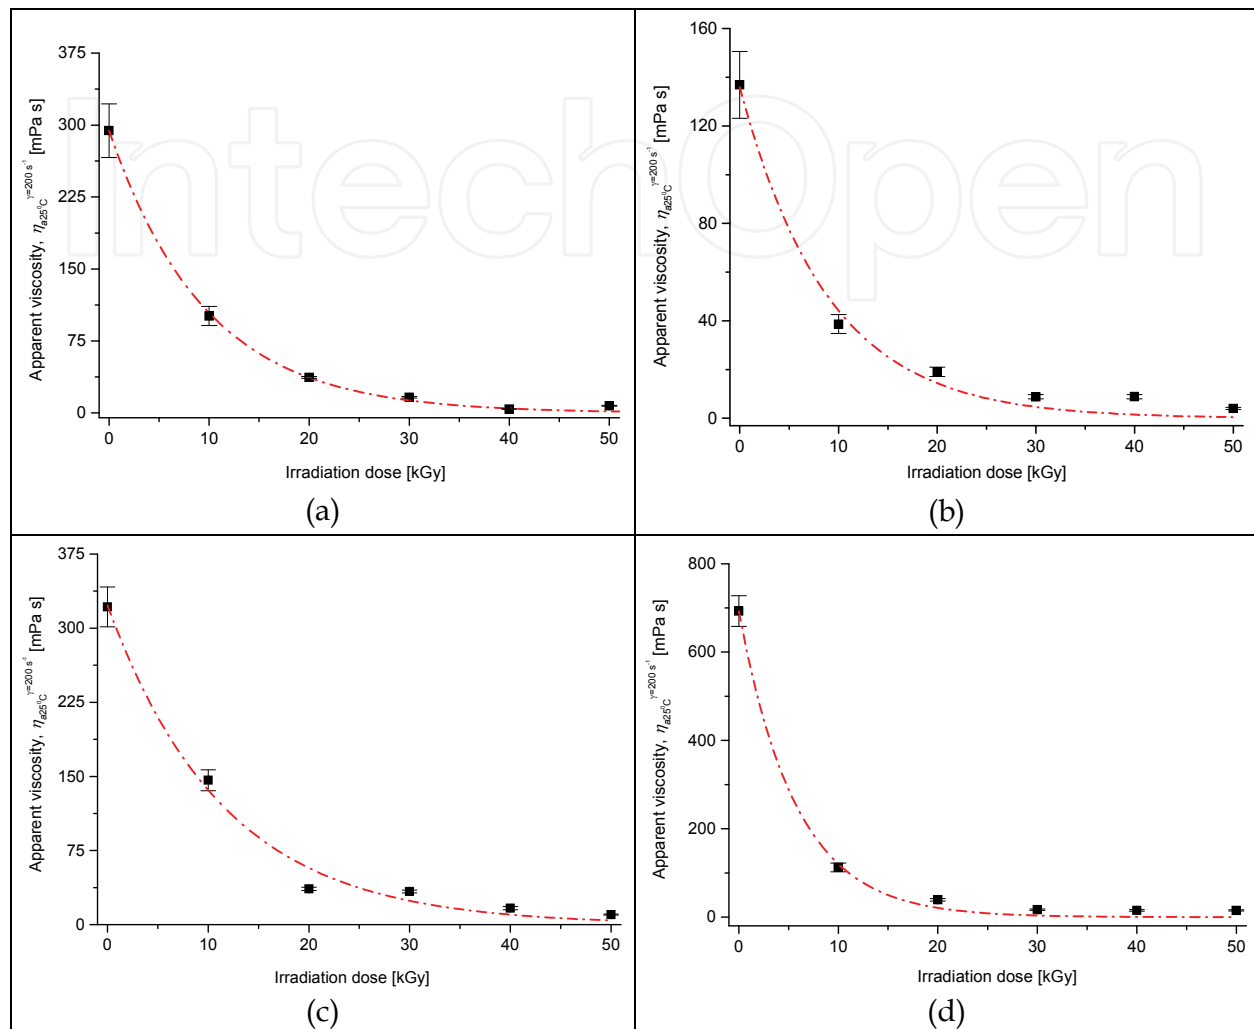 IntechOpen
375
300
225
150
75
0
0 10 20 30 40 50
Apparent viscosity, ηa25⁰C γ=200 s⁻¹ [mPa s]
Irradiation dose [kGy]
(a)
160
120
80
40
0
0 10 20 30 40 50
Apparent viscosity, ηa25⁰C γ=200 s⁻¹ [mPa s]
Irradiation dose [kGy]
(b)
375
300
225
150
75
0
0 10 20 30 40 50
Apparent viscosity, ηa25⁰C γ=200 s⁻¹ [mPa s]
Irradiation dose [kGy]
(c)
800
600
400
200
0
0 10 20 30 40 50
Apparent viscosity, ηa25⁰C γ=200 s⁻¹ [mPa s]
Irradiation dose [kGy]
(d)